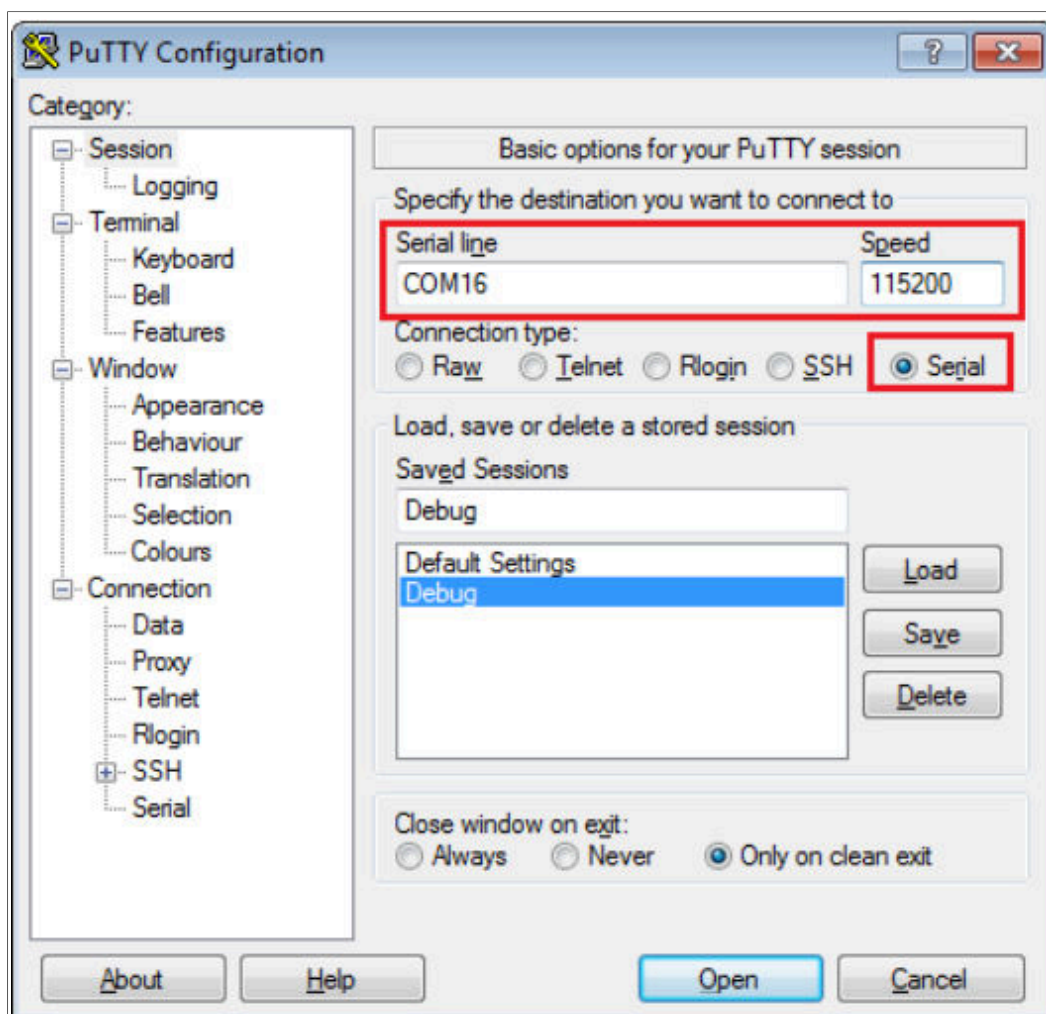 PuTTY Configuration
Category:
Session
Logging
Terminal
Keyboard
Bell
Features
Window
Appearance
Behaviour
Translation
Selection
Colours
Connection
Data
Proxy
Telnet
Rlogin
SSH
Serial
Basic options for your PuTTY session
Specify the destination you want to connect to
Serial line Speed
COM16 115200
Connection type:
Raw Telnet Rlogin SSH Serial
Load, save or delete a stored session
Saved Sessions
Debug
Default Settings
Debug
Load
Save
Delete
Close window on exit:
Always Never Only on clean exit
About Help Open Cancel